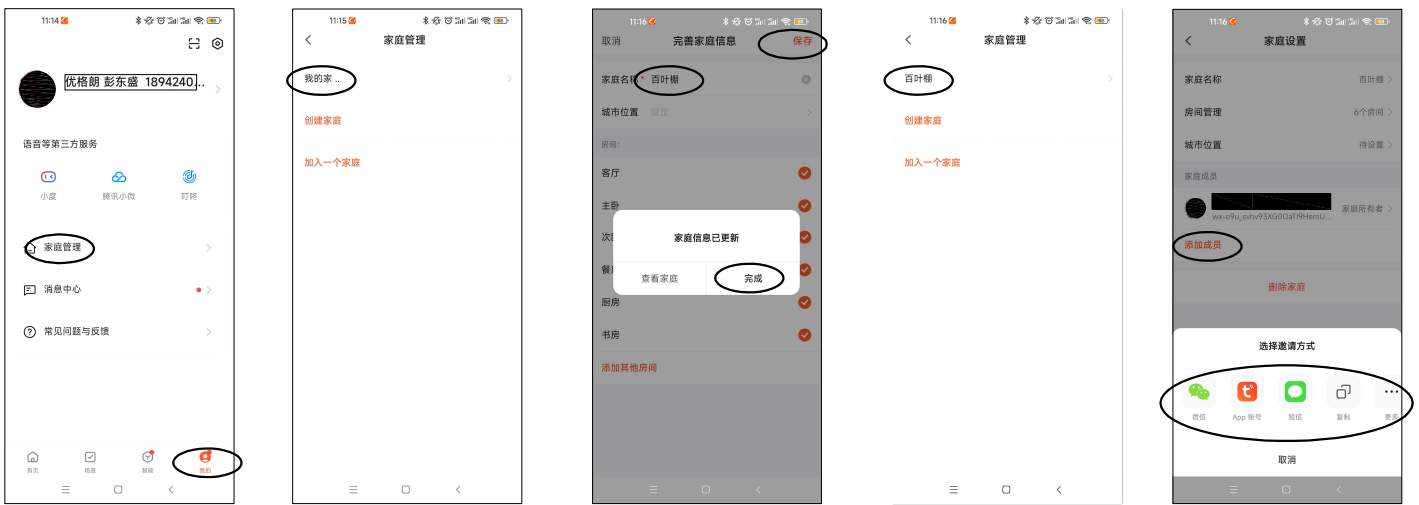 11:14
优格朗 彭东盛 1894240..
语音等第三方服务
小度
腾讯小微
叮咚
家庭管理
消息中心
常见问题与反馈
首页
场景
智能
我的
11:15
家庭管理
我的家 ..
创建家庭
加入一个家庭
11:16
取消
完善家庭信息
保存
家庭名称* 百叶棚
城市位置 设定
房间:
客厅
主卧
次
家庭信息已更新
查看家庭
完成
厨房
书房
添加其他房间
11:16
家庭管理
百叶棚
创建家庭
加入一个家庭
11:16
家庭设置
家庭名称 百叶棚
房间管理 6个房间
城市位置 待设置
家庭成员
家庭所有者
添加成员
删除家庭
选择邀请方式
微信
App 账号
短信
复制
更多
取消